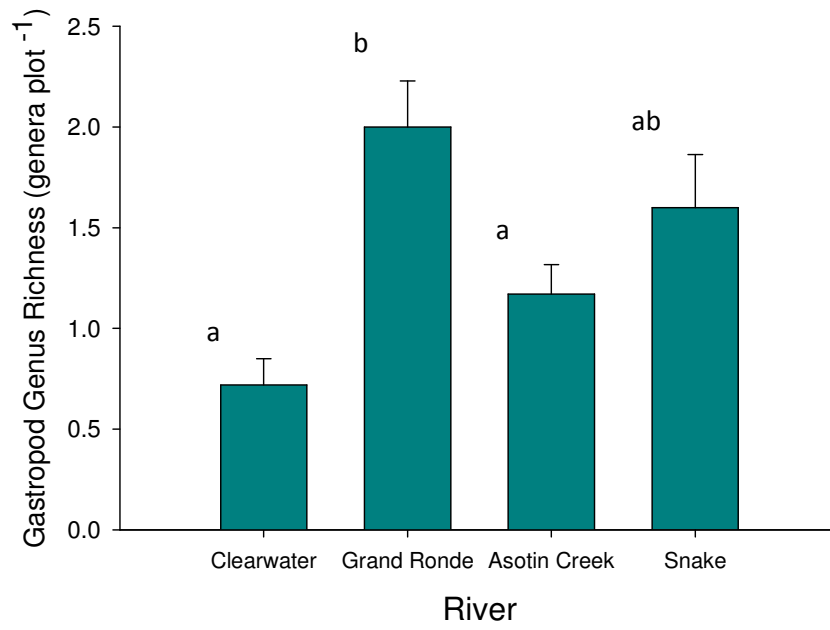 Gastropod Genus Richness (genera plot -1)
2.5
2.0
1.5
1.0
0.5
0.0
a
b
a
ab
Clearwater Grand Ronde Asotin Creek Snake
River